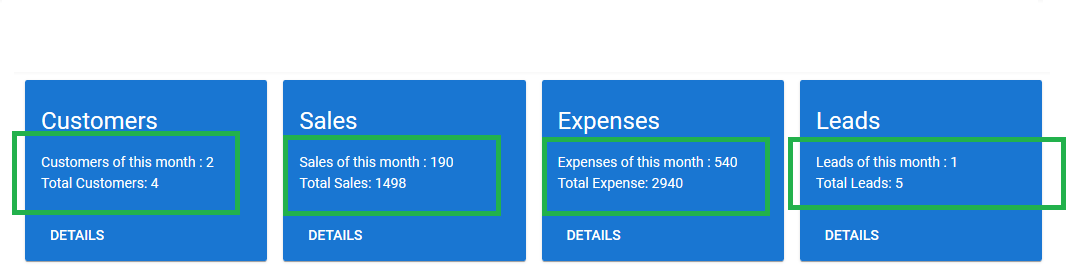 Customers
Customers of this month : 2
Total Customers: 4
DETAILS
Sales
Sales of this month : 190
Total Sales: 1498
DETAILS
Expenses
Expenses of this month : 540
Total Expense: 2940
DETAILS
Leads
Leads of this month : 1
Total Leads: 5
DETAILS